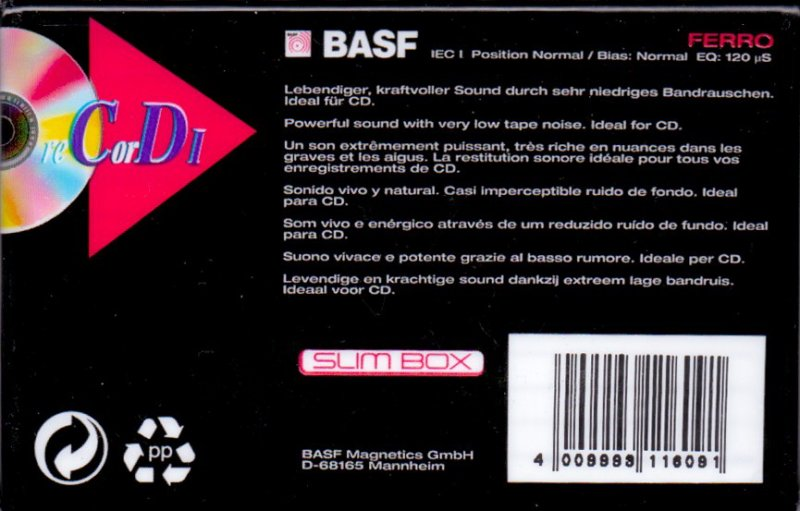 BASF
FERRO
IEC I Position Normal / Bias: Normal EQ: 120 µS
reCorDI
Lebendiger, kraftvoller Sound durch sehr niedriges Bandrauschen.
Ideal für CD.
Powerful sound with very low tape noise. Ideal for CD.
Un son extrêmement puissant, très riche en nuances dans les
graves et les aigus. La restitution sonore idéale pour tous vos
enregistrements de CD.
Sonido vivo y natural. Casi imperceptible ruido de fondo. Ideal
para CD.
Som vivo e enérgico através de um reduzido ruído de fundo. Ideal
para CD.
Suono vivace e potente grazie al basso rumore. Ideale per CD.
Levendige en krachtige sound dankzij extreem lage bandruis.
Ideaal voor CD.
SLIM BOX
pp
BASF Magnetics GmbH
D-68165 Mannheim
4 009993 116091